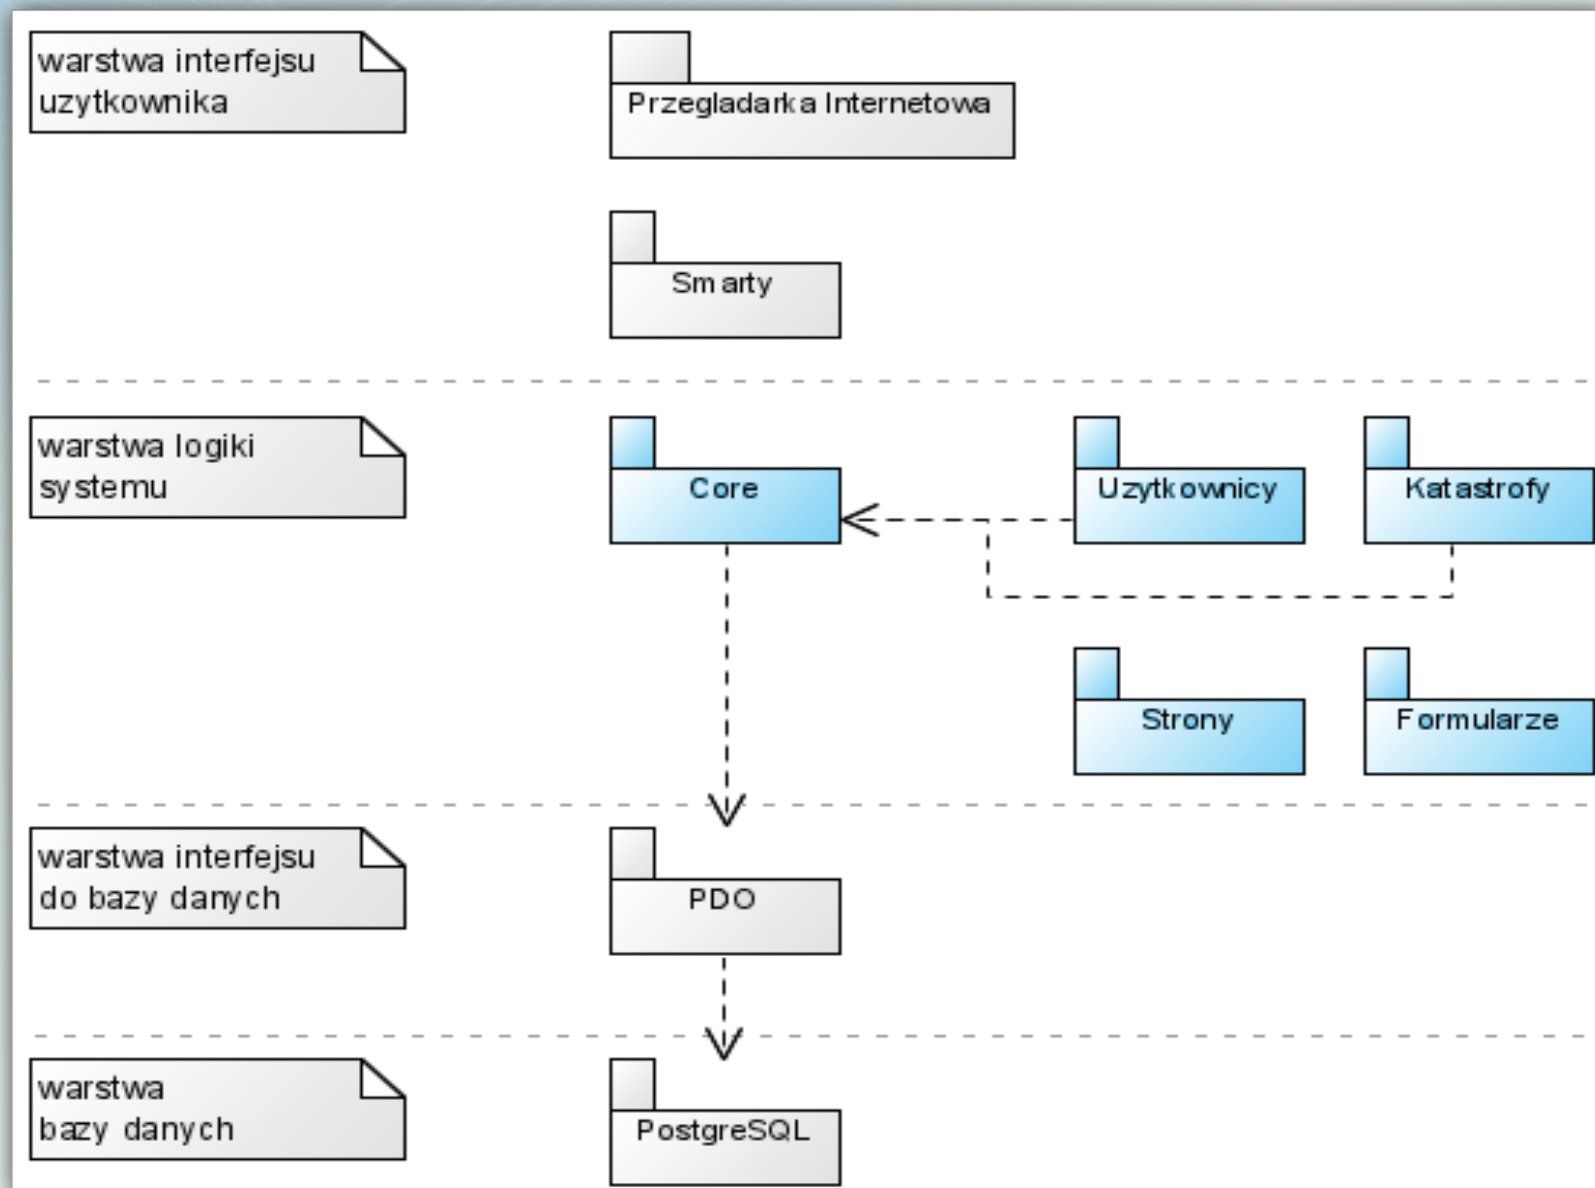 warstwa interfejsu
uzytkownika
Przegladarka Internetowa
Smarty
warstwa logiki
systemu
Core
Uzytkownicy
Katastrofy
Strony
Formularze
warstwa interfejsu
do bazy danych
PDO
warstwa
bazy danych
PostgreSQL